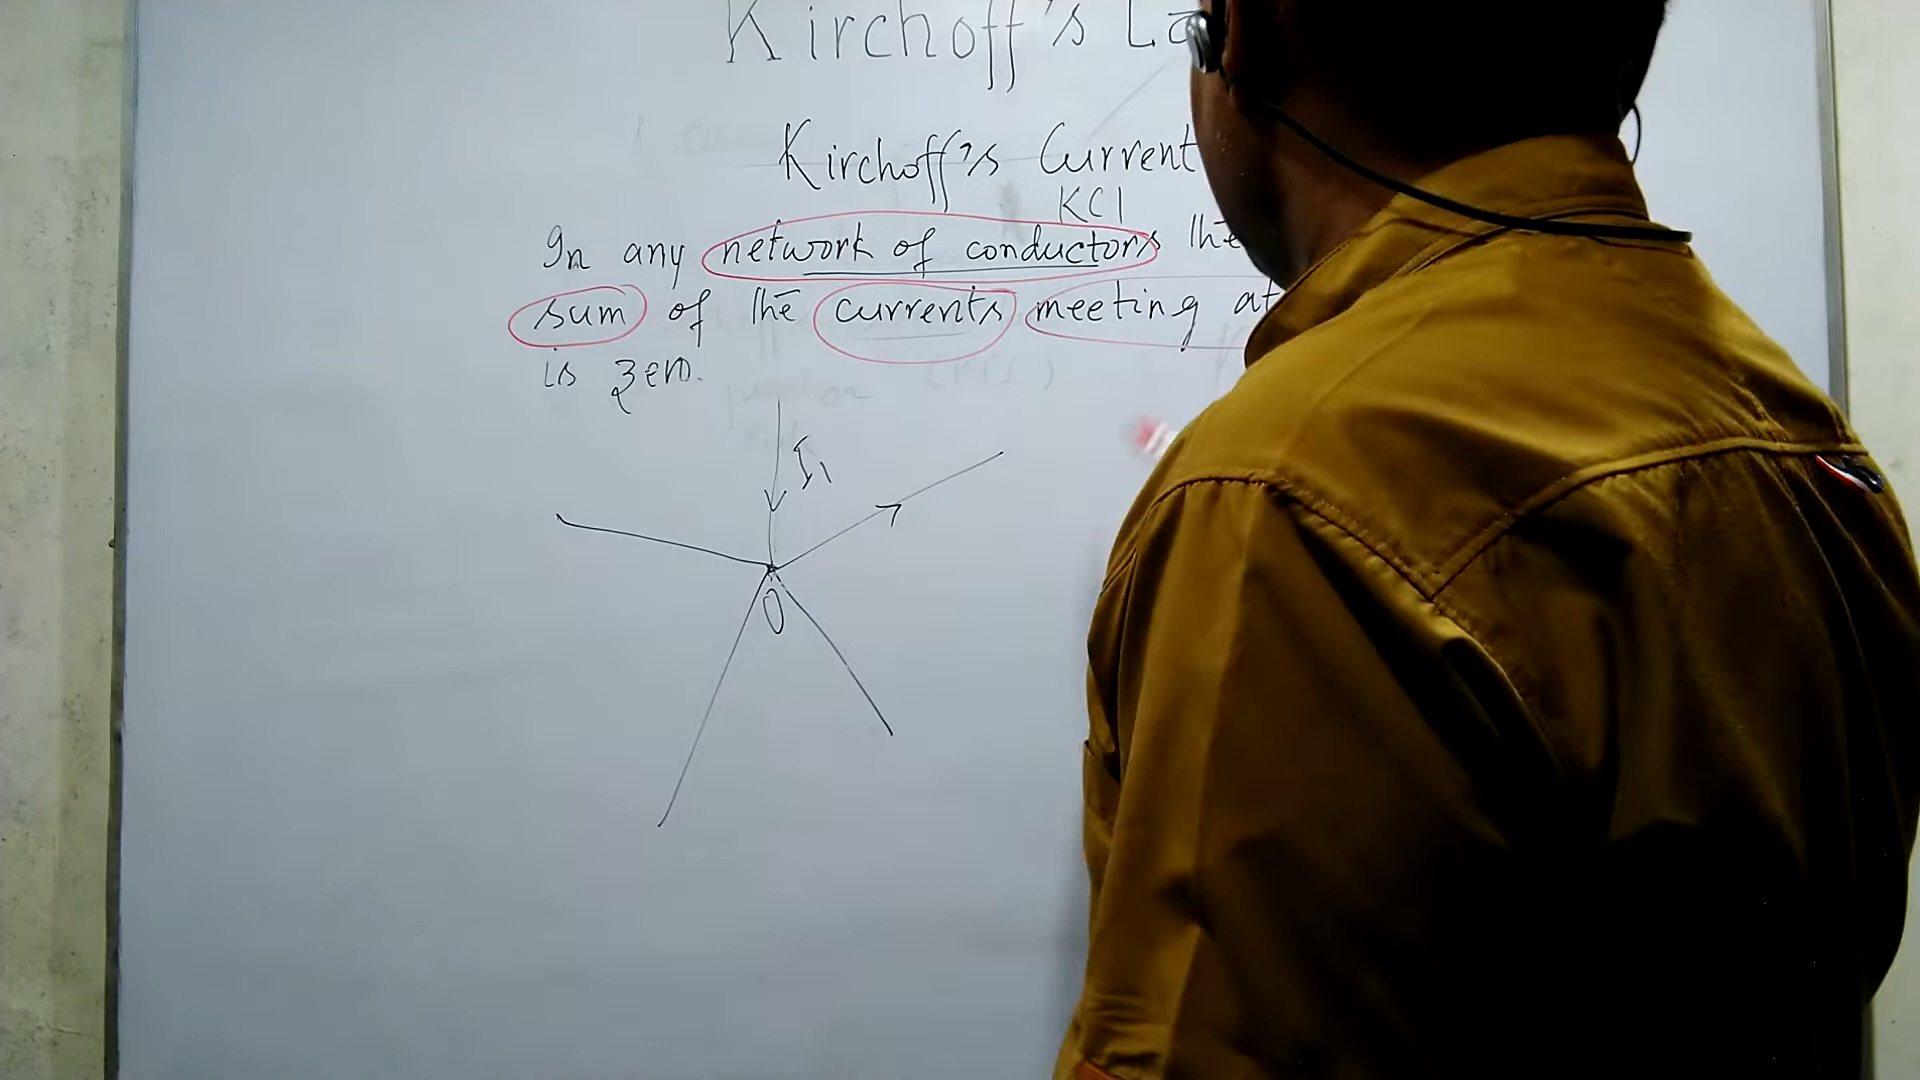 Kirchoff's La
Kirchoff's Current
KCl
In any network of conductors the
sum of the currents meeting at
is zero.
I1
O